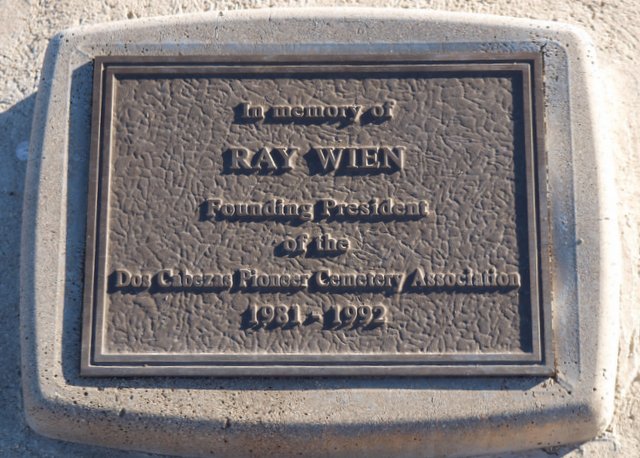 In memory of
RAY WIEN
Founding President
of the
Dos Cabezas Pioneer Cemetery Association
1981 - 1992